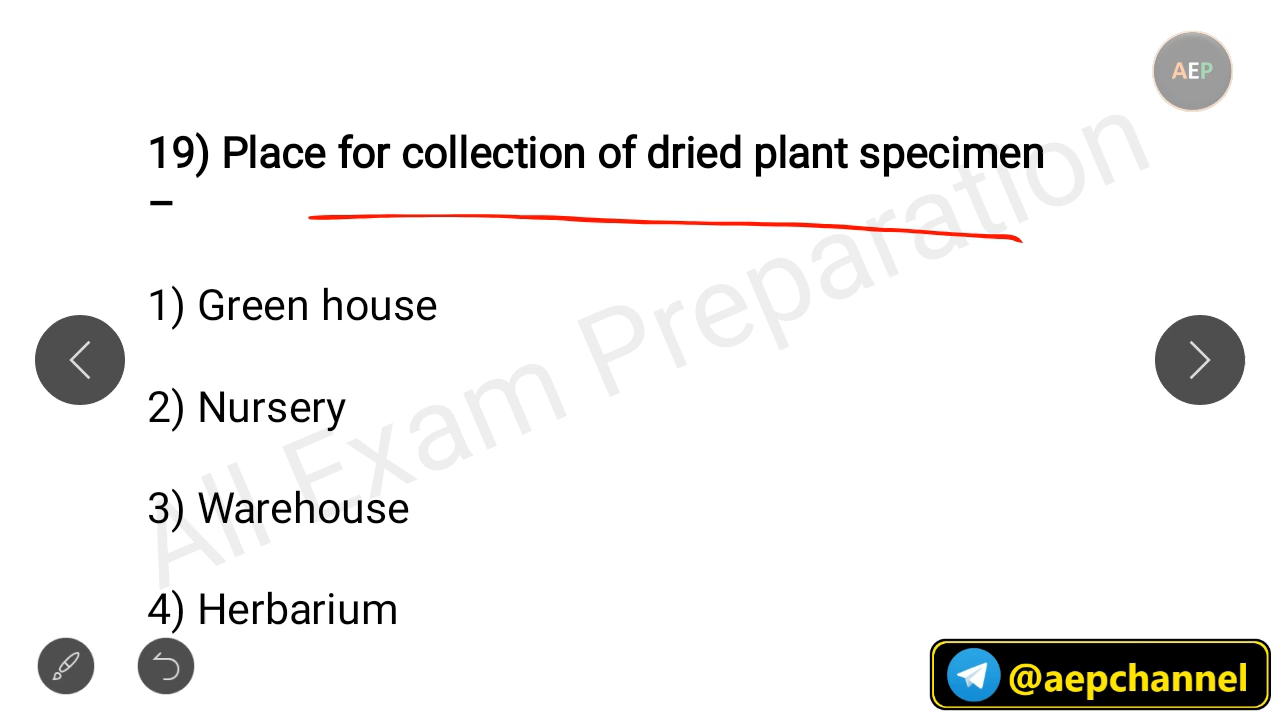 AEP
19) Place for collection of dried plant specimen
–
1) Green house
2) Nursery
3) Warehouse
4) Herbarium
All Exam Preparation
@aepchannel